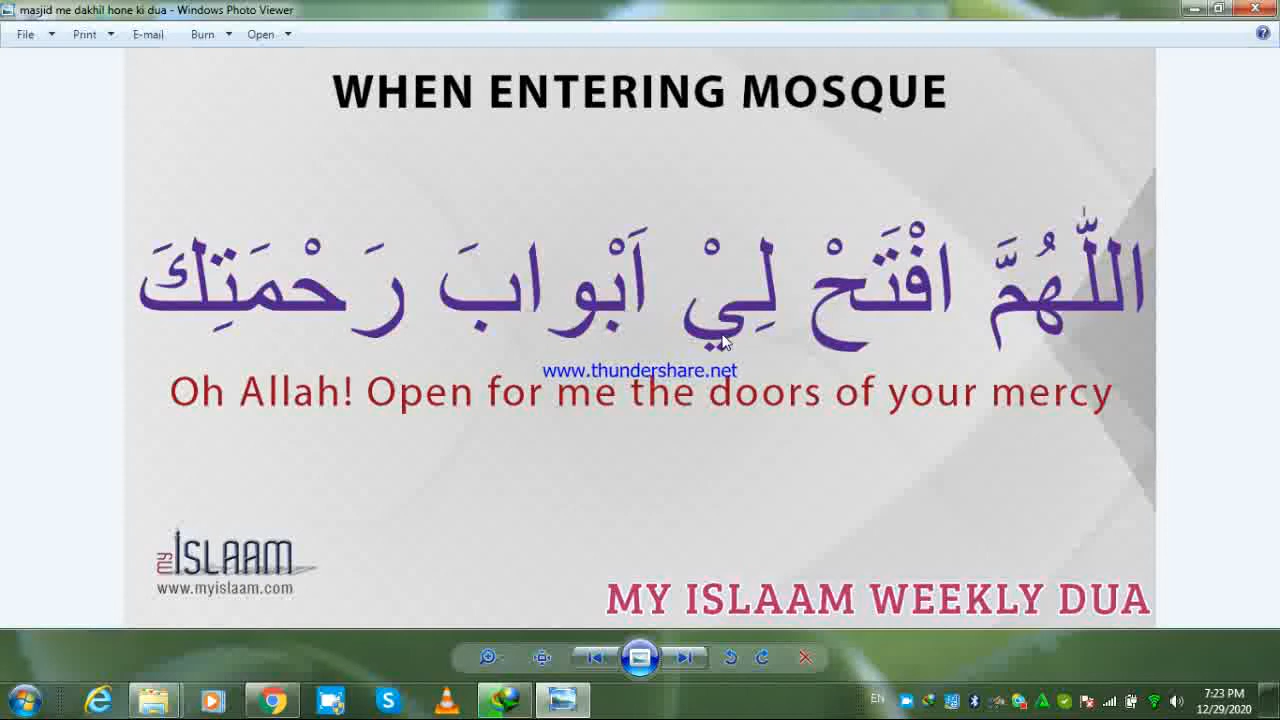 masjid me dakhil hone ki dua - Windows Photo Viewer
File Print E-mail Burn Open
WHEN ENTERING MOSQUE
اللّٰهُمَّ افْتَحْ لِيْ اَبْوابَ رَحْمَتِكَ
www.thundershare.net
Oh Allah! Open for me the doors of your mercy
my ISLAAM
www.myislaam.com
MY ISLAAM WEEKLY DUA
EN
7:23 PM
12/29/2020